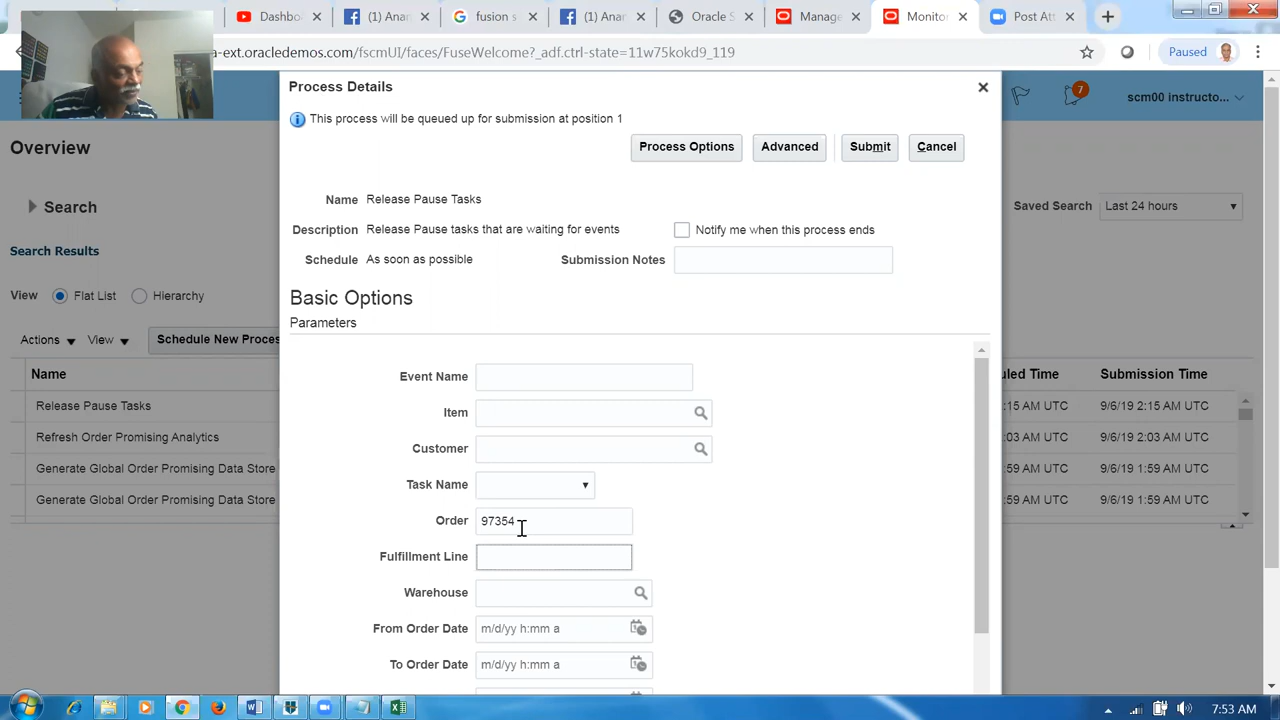 Dashb
(1) Anan
fusion s
(1) Anan
Oracle S
Manage
Monito
Post Att
a-ext.oracledemos.com/fscmUI/faces/FuseWelcome?_adf.ctrl-state=11w75kokd9_119
Paused
7
scm00 instructo...
Process Details
This process will be queued up for submission at position 1
Process Options
Advanced
Submit
Cancel
Overview
Search
Saved Search
Last 24 hours
Name Release Pause Tasks
Description Release Pause tasks that are waiting for events
Notify me when this process ends
Schedule As soon as possible
Submission Notes
Search Results
View Flat List Hierarchy
Basic Options
Parameters
Actions View Schedule New Proces
Name
uled Time
Submission Time
Event Name
Release Pause Tasks
2:15 AM UTC
9/6/19 2:15 AM UTC
Item
Refresh Order Promising Analytics
2:03 AM UTC
9/6/19 2:03 AM UTC
Customer
Generate Global Order Promising Data Store
1:59 AM UTC
9/6/19 1:59 AM UTC
Task Name
Generate Global Order Promising Data Store
1:59 AM UTC
9/6/19 1:59 AM UTC
Order 97354
Fulfillment Line
Warehouse
From Order Date m/d/yy h:mm a
To Order Date m/d/yy h:mm a
7:53 AM